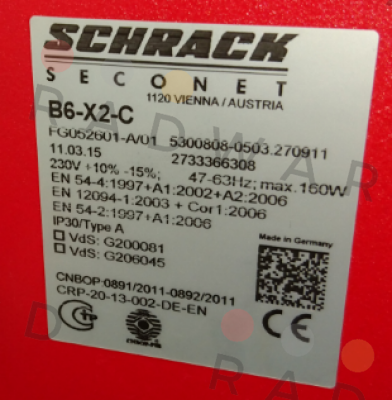 SCHRACK
SECONET
1120 VIENNA / AUSTRIA
B6-X2-C
FG052601-A/01 5300808-0503.270911
11.03.15 2733366308
230V +10% -15%; 47-63Hz; max.160W
EN 54-4:1997+A1:2002+A2:2006
EN 12094-1:2003 + Cor1:2006
EN 54-2:1997+A1:2006
IP30/Type A
VdS: G200081
VdS: G206045
Made in Germany
CNBOP-0891/2011-0892/2011
CRP-20-13-002-DE-EN
CE
RADWAR
RADWAR